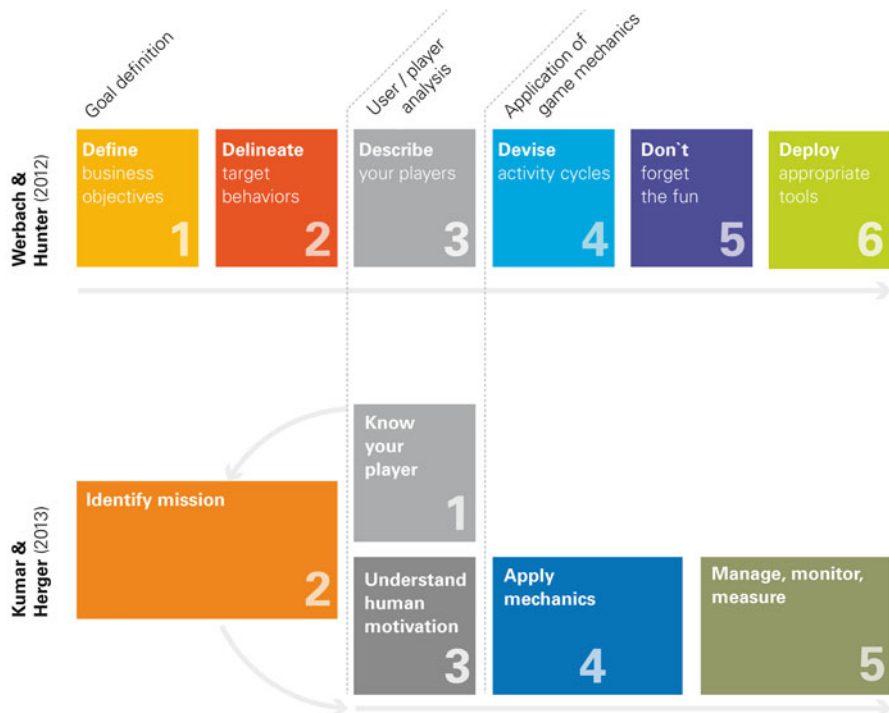 Goal definition
User / player
analysis
Application of
game mechanics
Werbach &
Hunter (2012)
Define
business
objectives
1
Delineate
target
behaviors
2
Describe
your players
3
Devise
activity cycles
4
Don`t
forget
the fun
5
Deploy
appropriate
tools
6
Kumar &
Herger (2013)
Know
your
player
1
Identify mission
2
Understand
human
motivation
3
Apply
mechanics
4
Manage, monitor,
measure
5